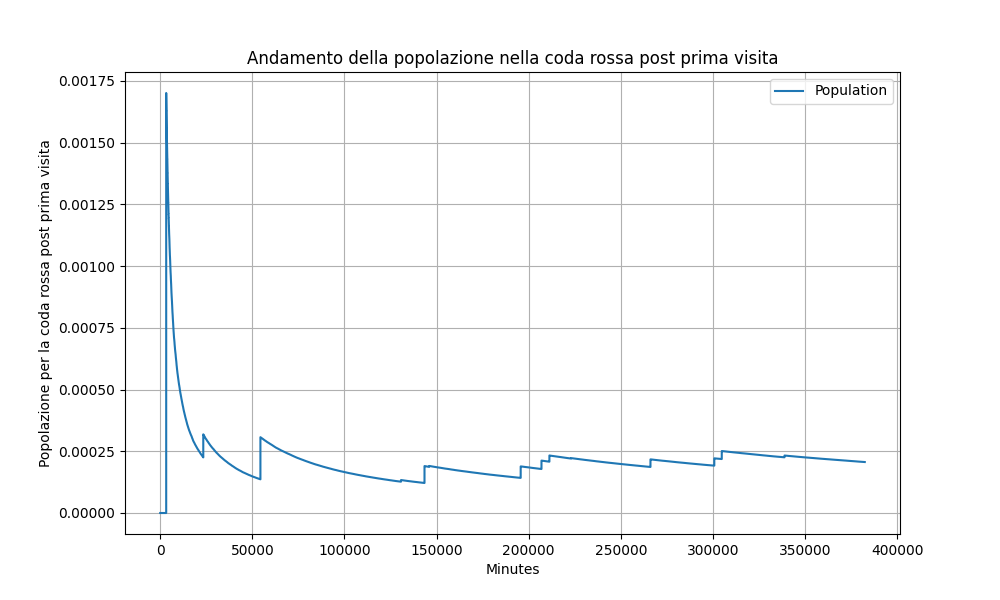 Andamento della popolazione nella coda rossa post prima visita
Population
Popolazione per la coda rossa post prima visita
0.00175
0.00150
0.00125
0.00100
0.00075
0.00050
0.00025
0.00000
0 50000 100000 150000 200000 250000 300000 350000 400000
Minutes